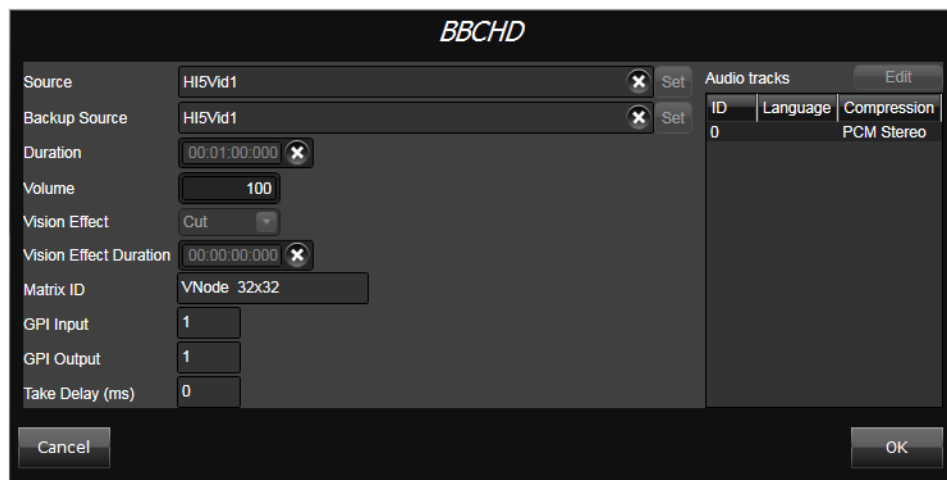 BBCHD
Source HI5Vid1 Set
Backup Source HI5Vid1 Set
Duration 00:01:00:000
Volume 100
Vision Effect Cut
Vision Effect Duration 00:00:00:000
Matrix ID VNode 32x32
GPI Input 1
GPI Output 1
Take Delay (ms) 0
Audio tracks Edit
ID Language Compression
0 PCM Stereo
Cancel OK